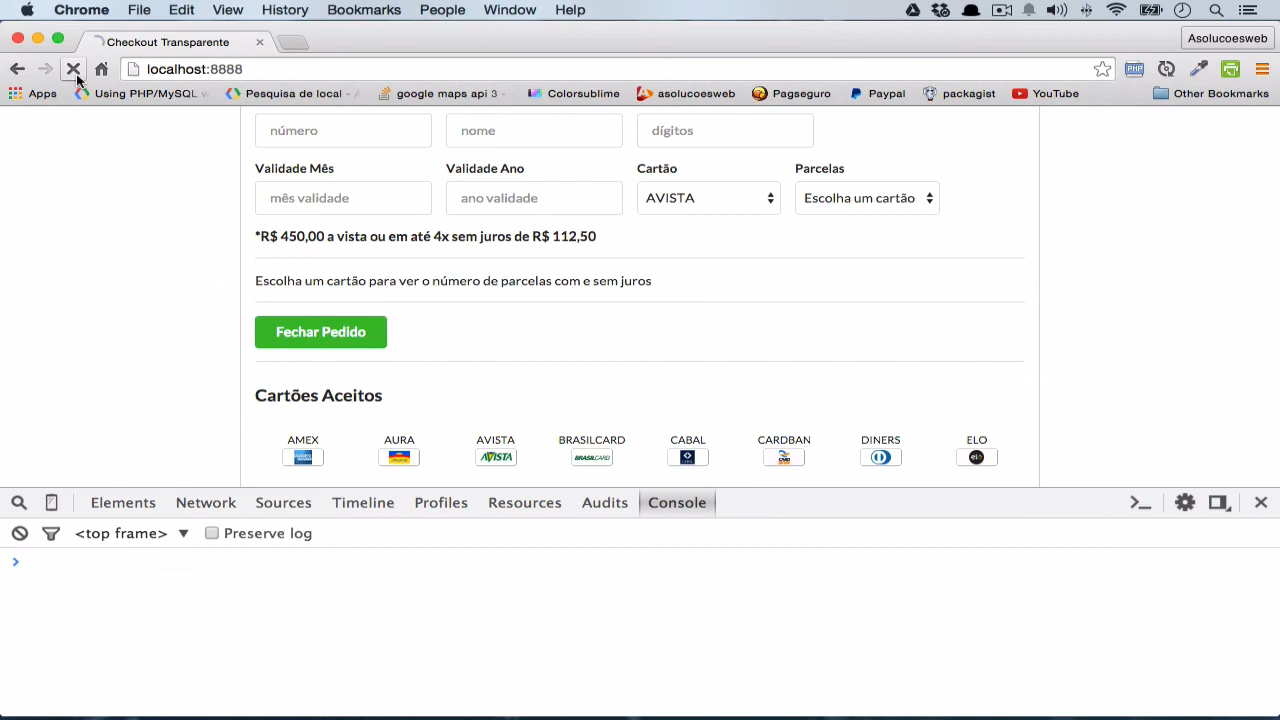 Chrome File Edit View History Bookmarks People Window Help
Checkout Transparente
Asolucoesweb
localhost:8888
Apps Using PHP/MySQL Pesquisa de local - google maps api 3 Colorsublime asolucoesweb Pagseguro Paypal packagist YouTube Other Bookmarks
número nome dígitos
Validade Mês Validade Ano Cartão Parcelas
mês validade ano validade AVISTA Escolha um cartão
*R$ 450,00 a vista ou em até 4x sem juros de R$ 112,50
Escolha um cartão para ver o número de parcelas com e sem juros
Fechar Pedido
Cartões Aceitos
AMEX AURA AVISTA BRASILCARD CABAL CARDBAN DINERS ELO
AVISTA BRASILCARD elo
Elements Network Sources Timeline Profiles Resources Audits Console
<top frame> Preserve log